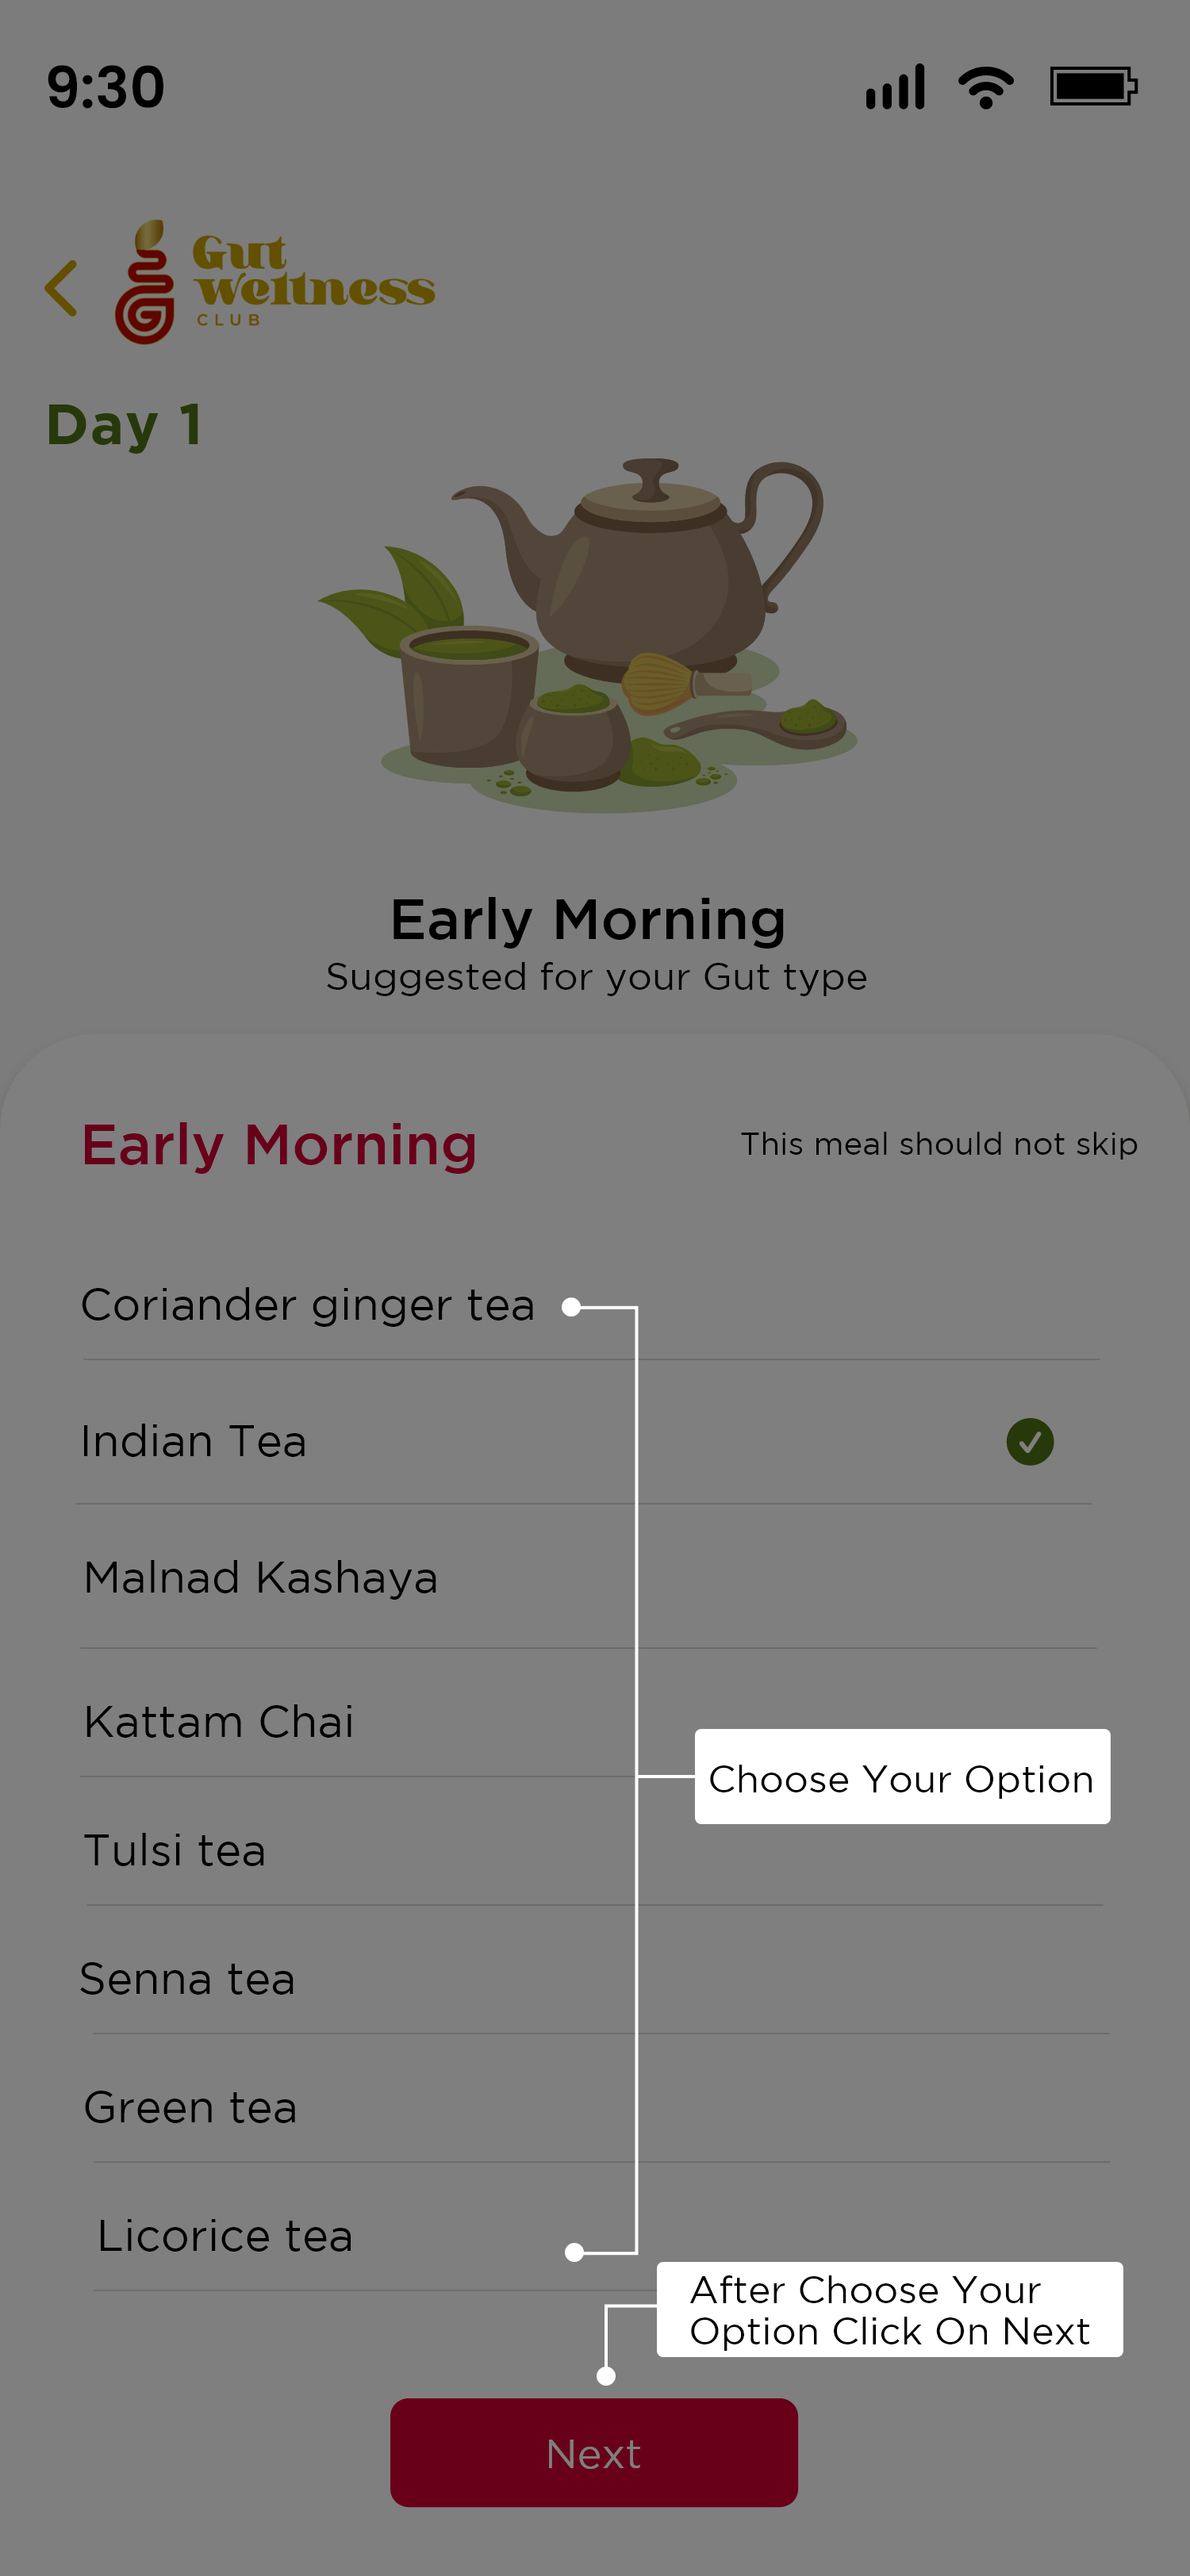 9:30
Gut
wellness
CLUB
Day 1
Early Morning
Suggested for your Gut type
Early Morning
This meal should not skip
Coriander ginger tea
Indian Tea
Malnad Kashaya
Kattam Chai
Choose Your Option
Tulsi tea
Senna tea
Green tea
Licorice tea
After Choose Your
Option Click On Next
Next